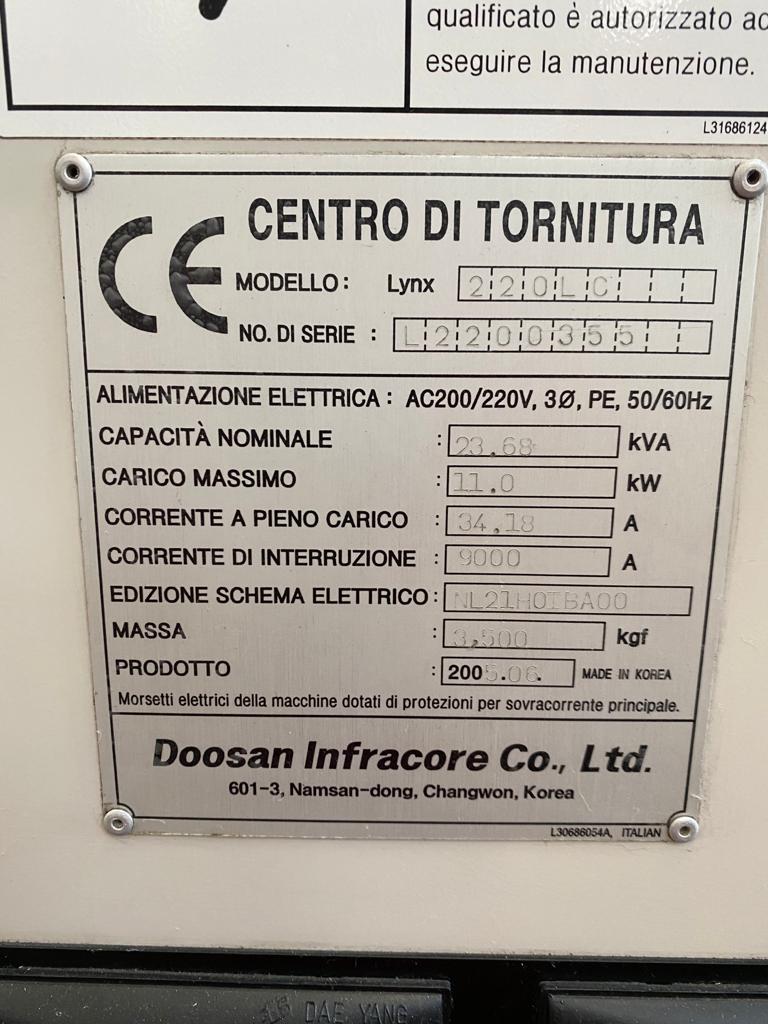 qualificato è autorizzato ad
eseguire la manutenzione.
L31686124
CE
CENTRO DI TORNITURA
MODELLO: Lynx 220LC
NO. DI SERIE : L2200355
ALIMENTAZIONE ELETTRICA : AC200/220V, 3Ø, PE, 50/60Hz
CAPACITÀ NOMINALE : 23.68 kVA
CARICO MASSIMO : 11.0 kW
CORRENTE A PIENO CARICO : 34.18 A
CORRENTE DI INTERRUZIONE : 9000 A
EDIZIONE SCHEMA ELETTRICO : NL21HOIBA00
MASSA : 3,500 kgf
PRODOTTO : 2005.06. MADE IN KOREA
Morsetti elettrici della macchine dotati di protezioni per sovracorrente principale.
Doosan Infracore Co., Ltd.
601-3, Namsan-dong, Changwon, Korea
L30686054A, ITALIAN
DAE YANG